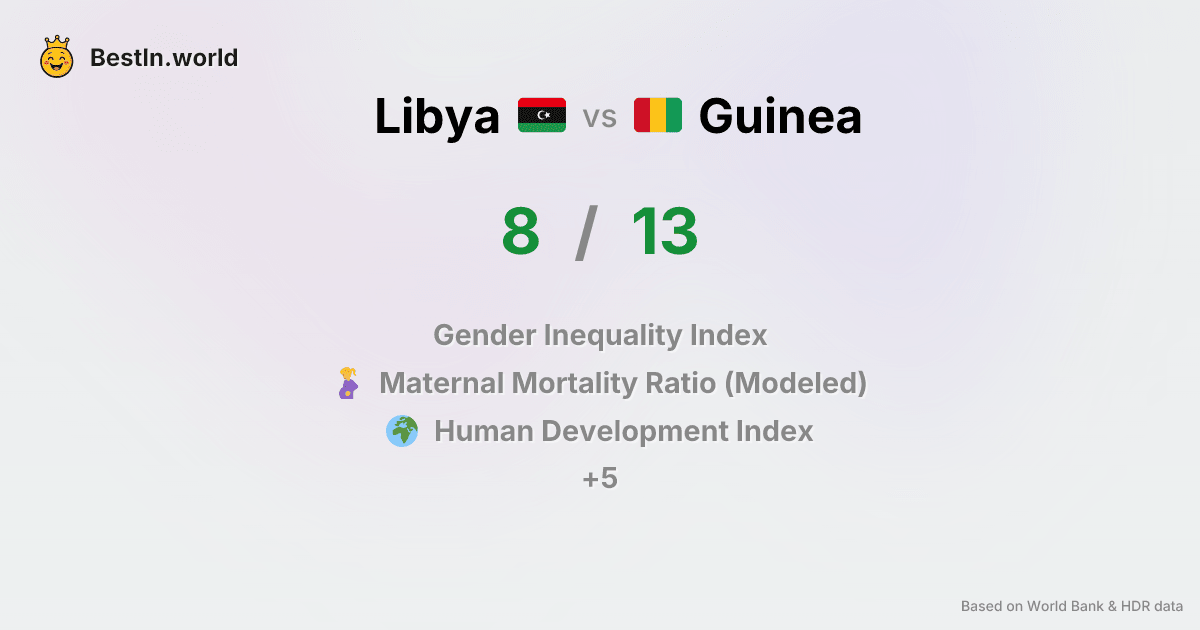 BestIn.world
Libya vs Guinea
8 / 13
Gender Inequality Index
Maternal Mortality Ratio (Modeled)
Human Development Index
+5
Based on World Bank & HDR data